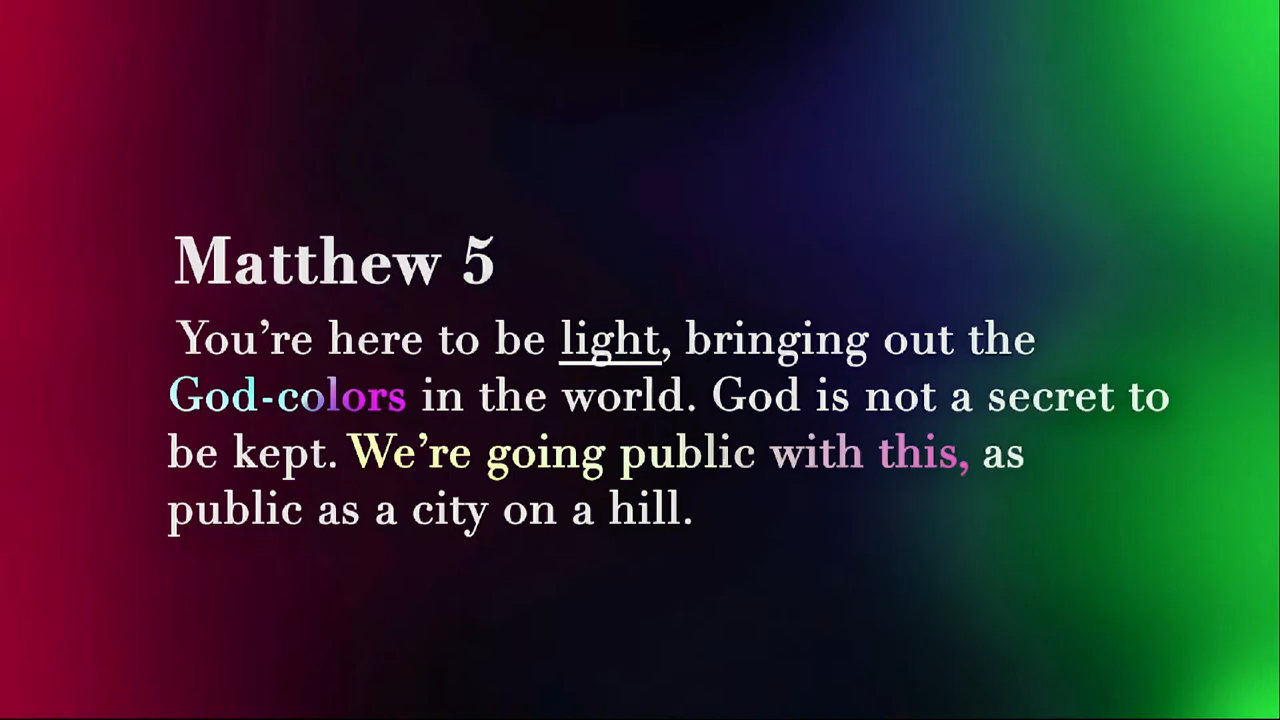 Matthew 5
You’re here to be light, bringing out the
God-colors in the world. God is not a secret to
be kept. We’re going public with this, as
public as a city on a hill.